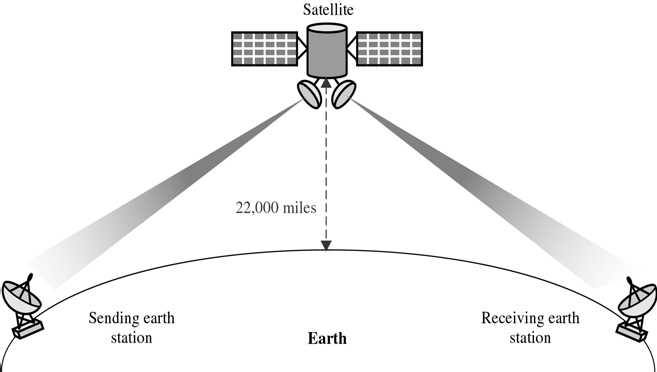 Satellite
22,000 miles
Sending earth
station
Receiving earth
station
Earth